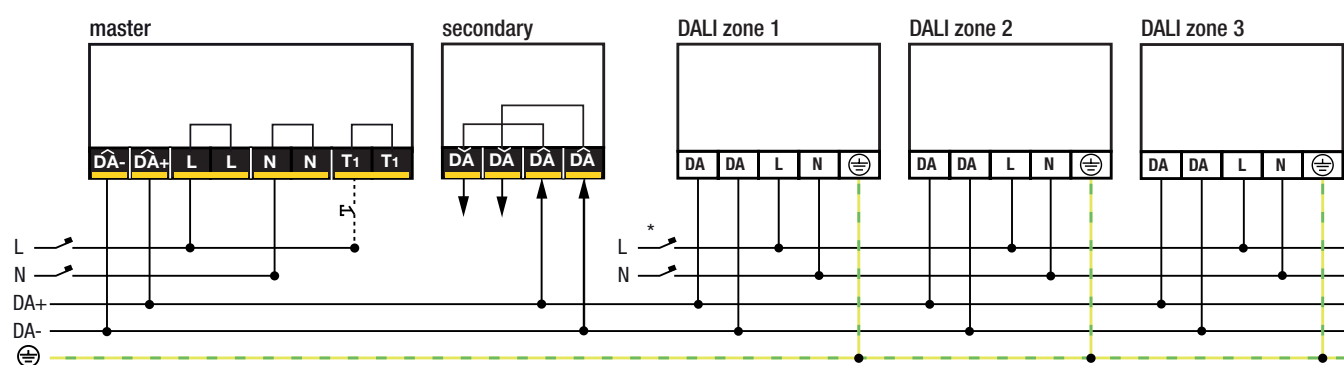 master secondary DALI zone 1 DALI zone 2 DALI zone 3
DA- DA+ L L N N T1 T1 DA DA DA DA DA DA L N DA DA L N DA DA L N
*
L L
N N
DA+
DA-